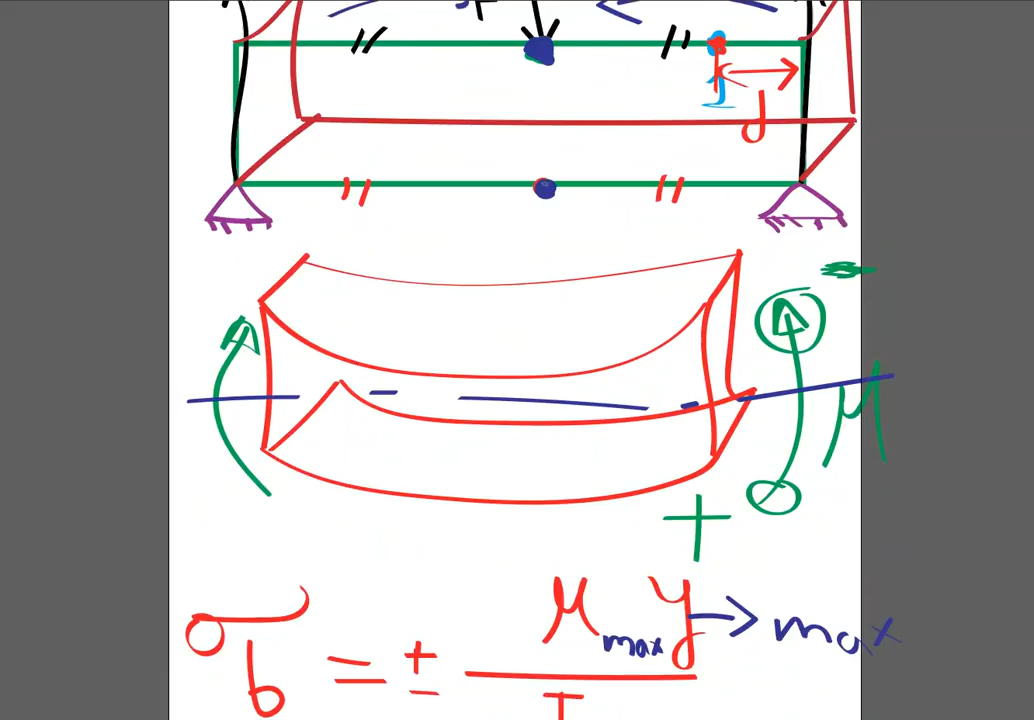 d
M
- +
σb = ± Mmax y → max
I